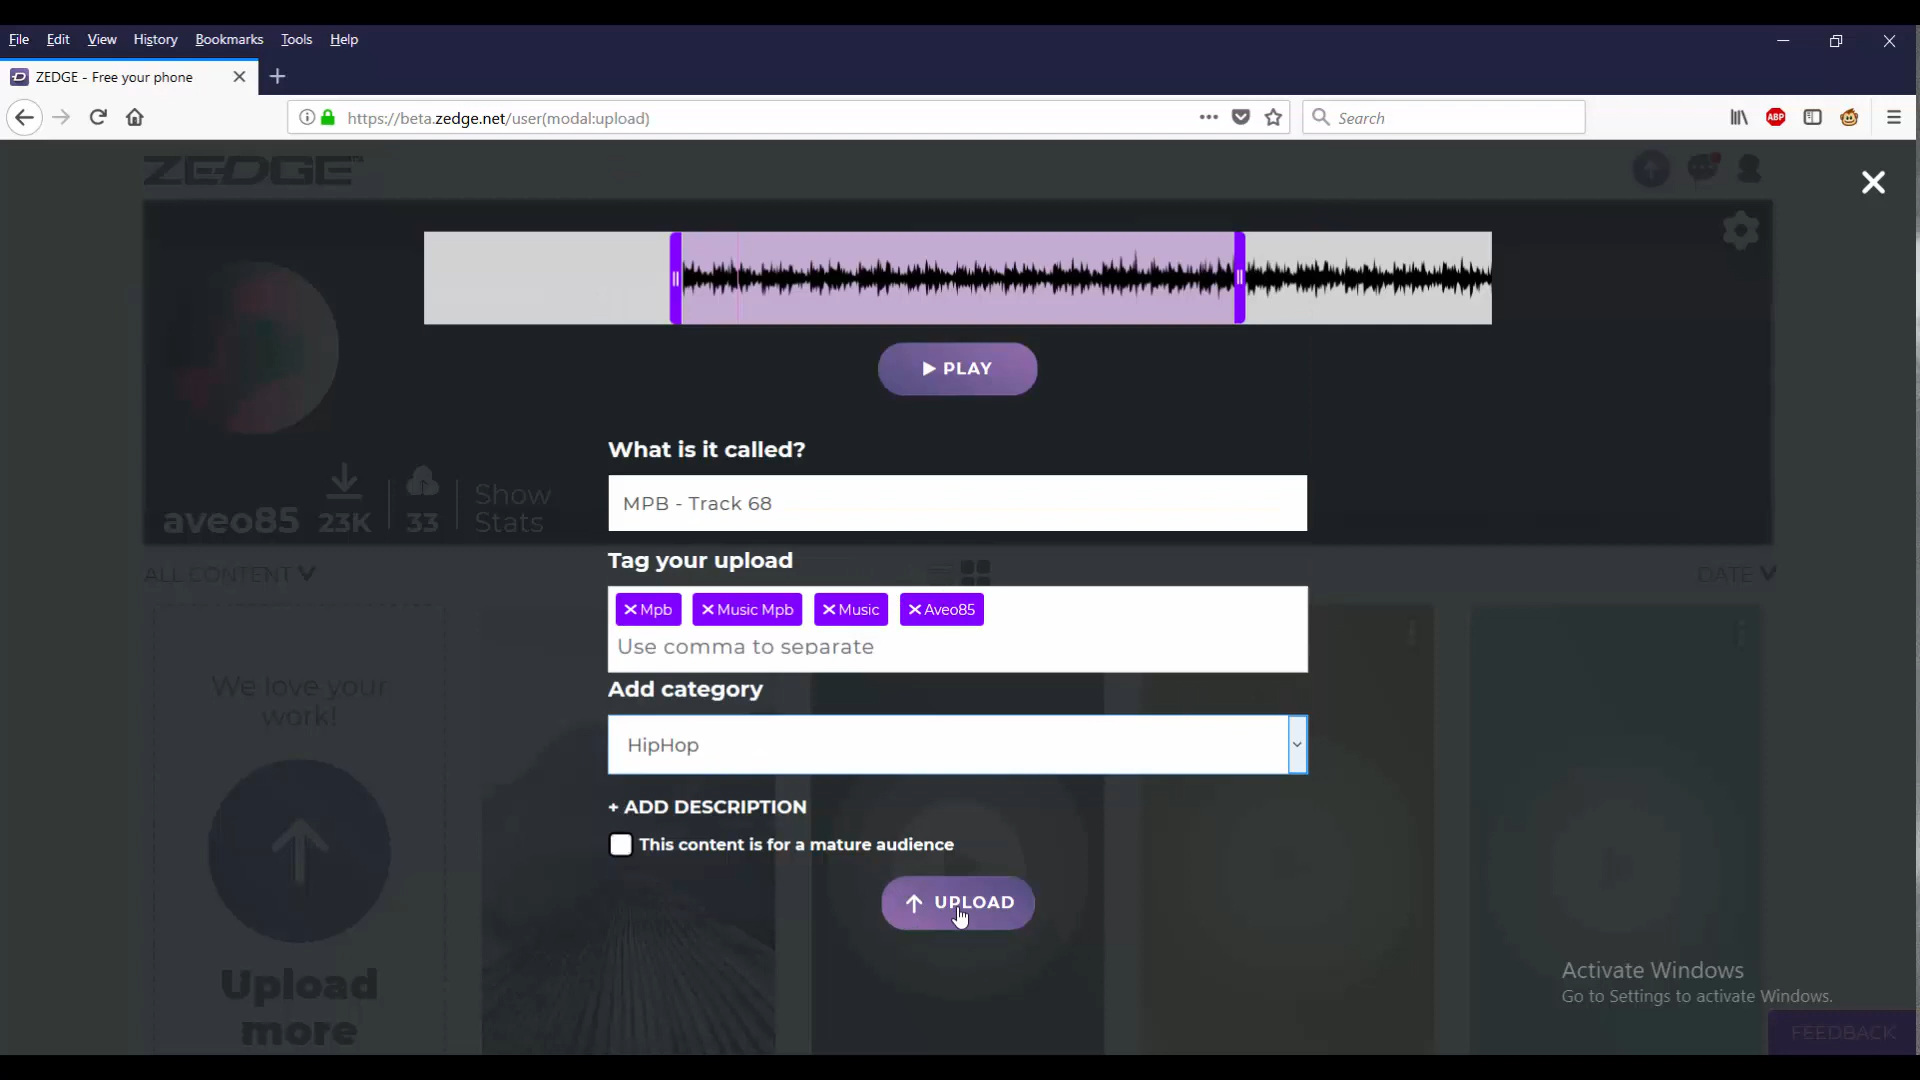 File Edit View History Bookmarks Tools Help
ZEDGE - Free your phone
https://beta.zedge.net/user(modal:upload)
Search
ABP
ZEDGE™
PLAY
What is it called?
MPB - Track 68
aveo85 23K 33 Show Stats
Tag your upload
ALL CONTENT
DATE
Mpb Music Mpb Music Aveo85
Use comma to separate
Add category
HipHop
We love your
work!
+ ADD DESCRIPTION
This content is for a mature audience
UPLOAD
Upload
more
Activate Windows
Go to Settings to activate Windows.
FEEDBACK